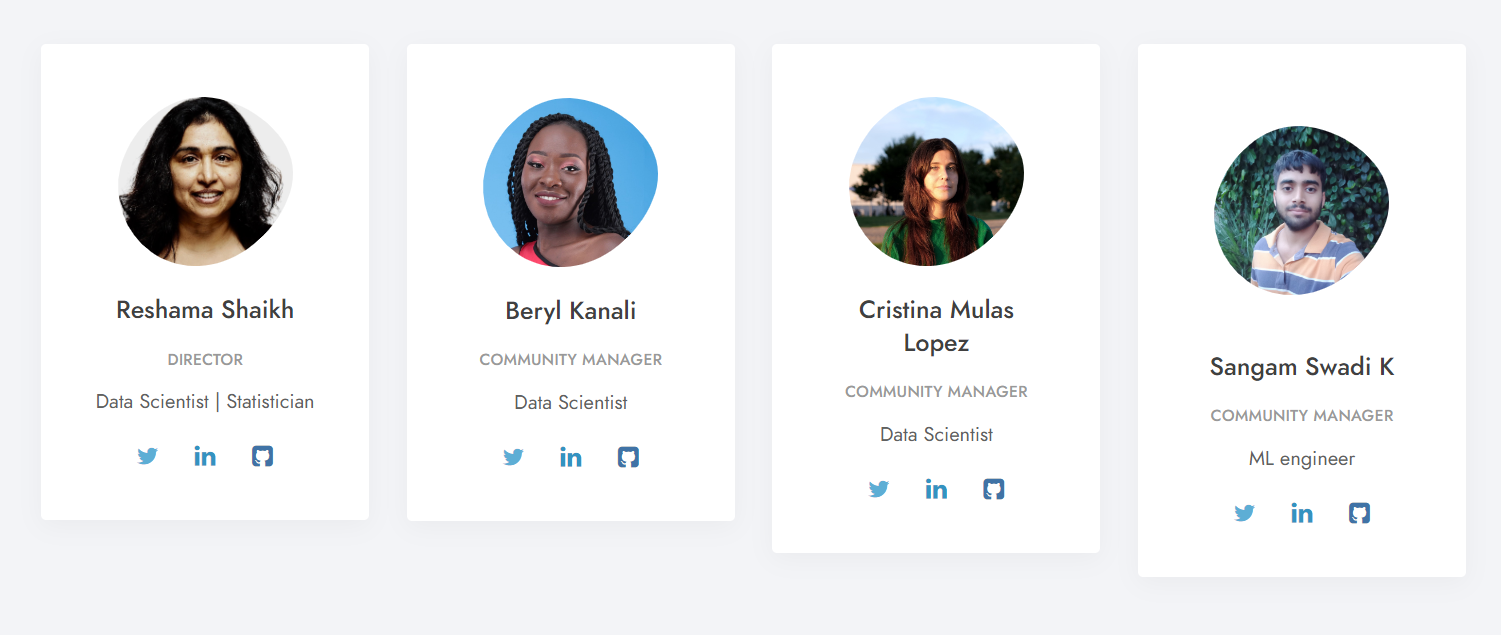 Reshama Shaikh
DIRECTOR
Data Scientist | Statistician
Beryl Kanali
COMMUNITY MANAGER
Data Scientist
Cristina Mulas
Lopez
COMMUNITY MANAGER
Data Scientist
Sangam Swadi K
COMMUNITY MANAGER
ML engineer